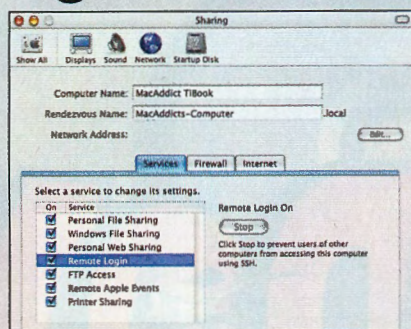 Sharing
Show All Displays Sound Network Startup Disk
Computer Name: MacAddict TiBook
Rendezvous Name: MacAddicts-Computer .local
Network Address:
Edit...
Services Firewall Internet
Select a service to change its settings.
On Service
Personal File Sharing
Windows File Sharing
Personal Web Sharing
Remote Login
FTP Access
Remote Apple Events
Printer Sharing
Remote Login On
Stop
Click Stop to prevent users of other
computers from accessing this computer
using SSH.